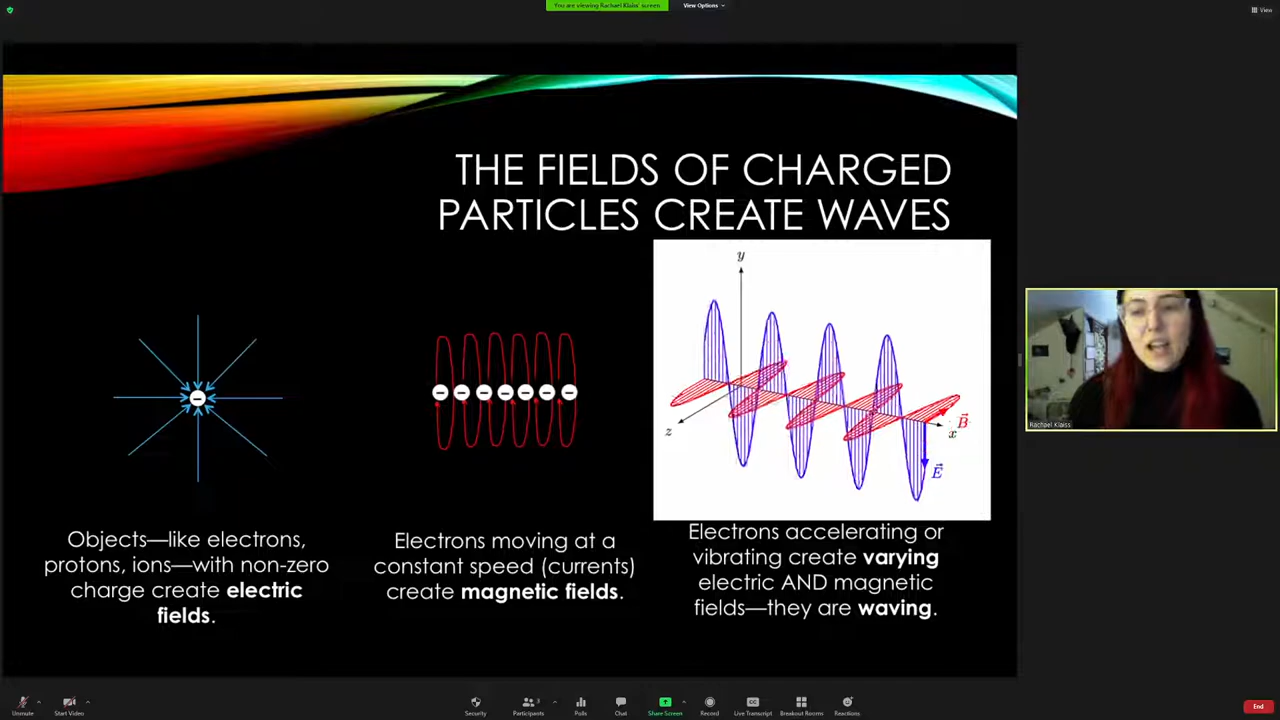 You are viewing Rachael Klaiss' screen
View Options
View
THE FIELDS OF CHARGED
PARTICLES CREATE WAVES
y
z
x
B
E
Objects—like electrons,
protons, ions—with non-zero
charge create electric
fields.
Electrons moving at a
constant speed (currents)
create magnetic fields.
Electrons accelerating or
vibrating create varying
electric AND magnetic
fields—they are waving.
Rachael Klaiss
Unmute
Start Video
Security
Participants
3
Polls
Chat
Share Screen
Record
Live Transcript
Breakout Rooms
Reactions
End